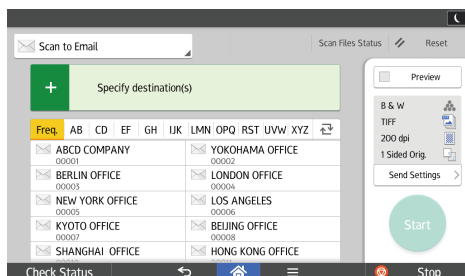 Scan to Email
Scan Files Status
Reset
+ Specify destination(s)
Preview
Freq. AB CD EF GH IJK LMN OPQ RST UVW XYZ
B & W
TIFF
200 dpi
1 Sided Orig.
Send Settings
Start
ABCD COMPANY
00001
YOKOHAMA OFFICE
00002
BERLIN OFFICE
00003
LONDON OFFICE
00004
NEW YORK OFFICE
00005
LOS ANGELES
00006
KYOTO OFFICE
00007
BEIJING OFFICE
00008
SHANGHAI OFFICE
HONG KONG OFFICE
Check Status
Stop